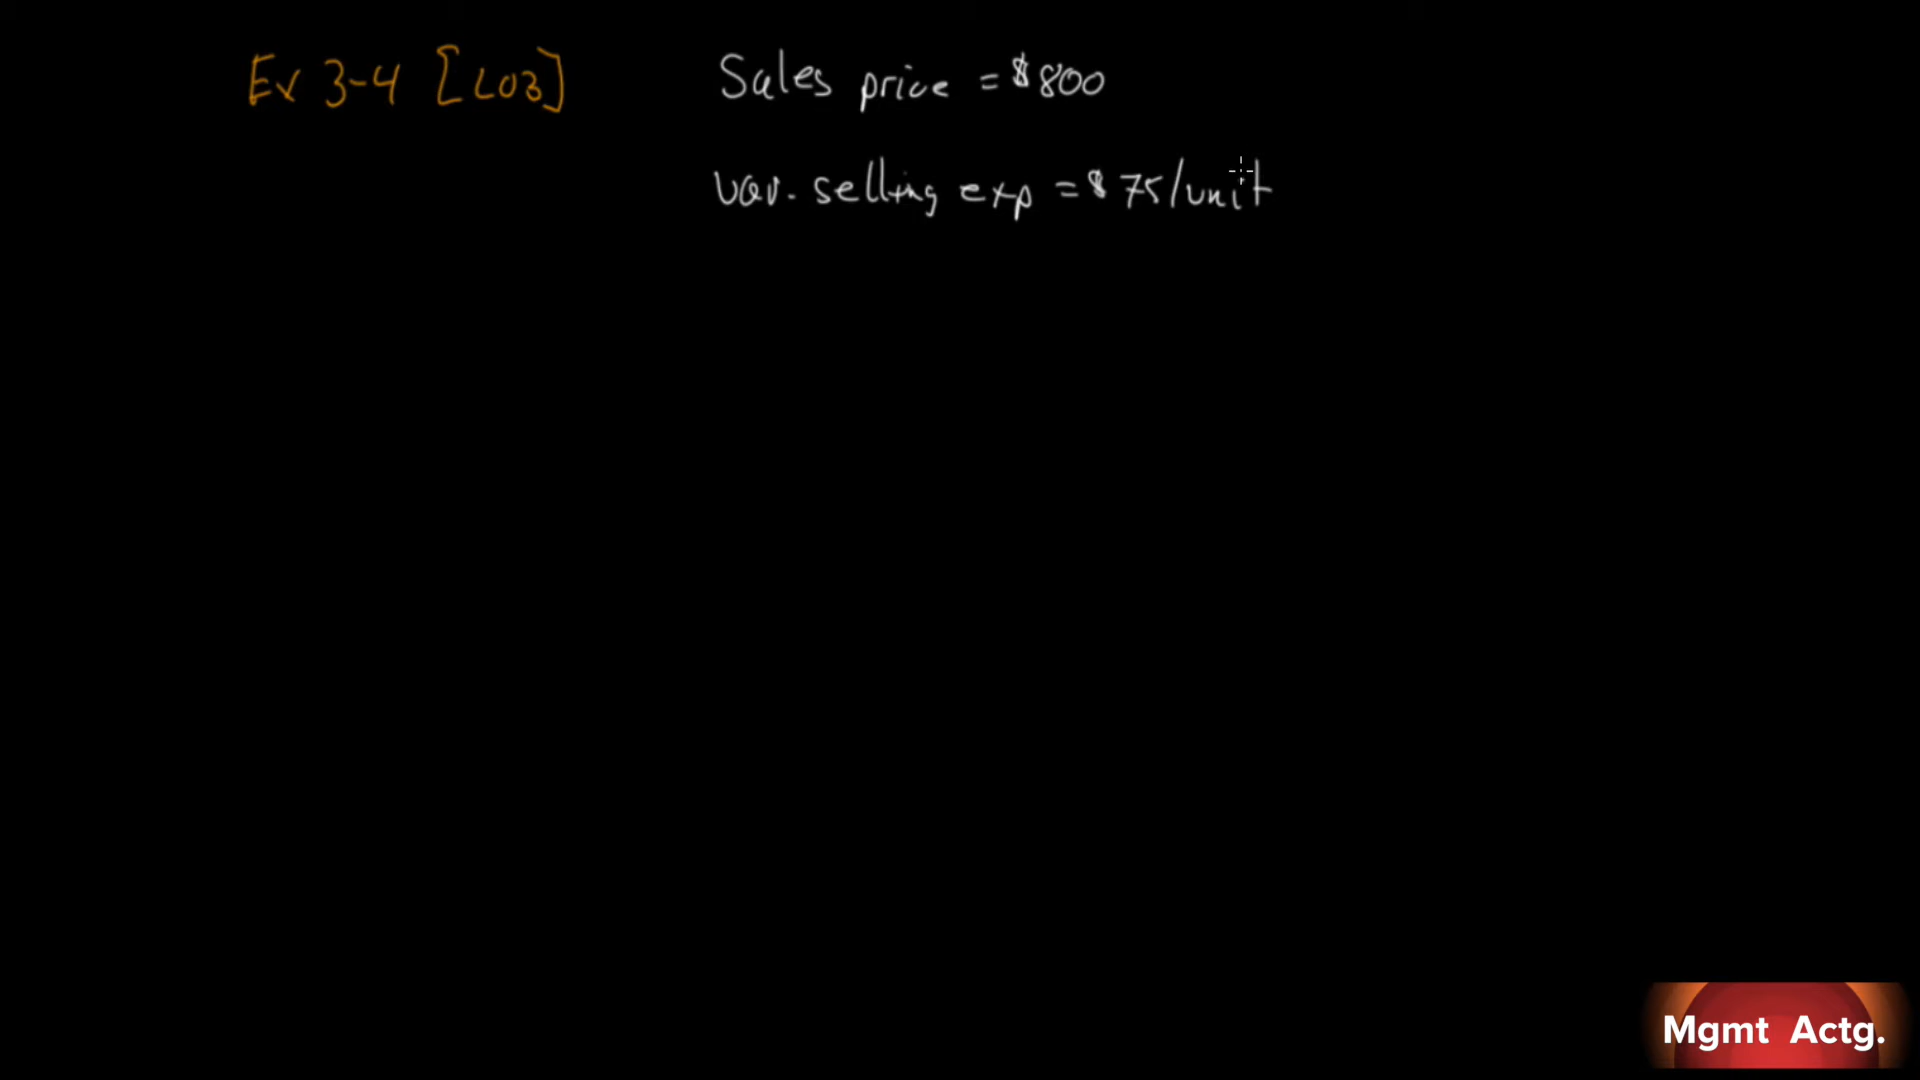 Ex 3-4 [LO3]
Sales price = $800
var. selling exp = $75/unit
Mgmt Actg.